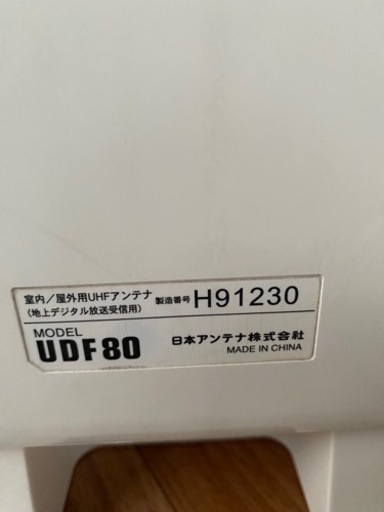 室内／屋外用UHFアンテナ
(地上デジタル放送受信用)
製造番号 H91230
MODEL
UDF80
日本アンテナ株式会社
MADE IN CHINA